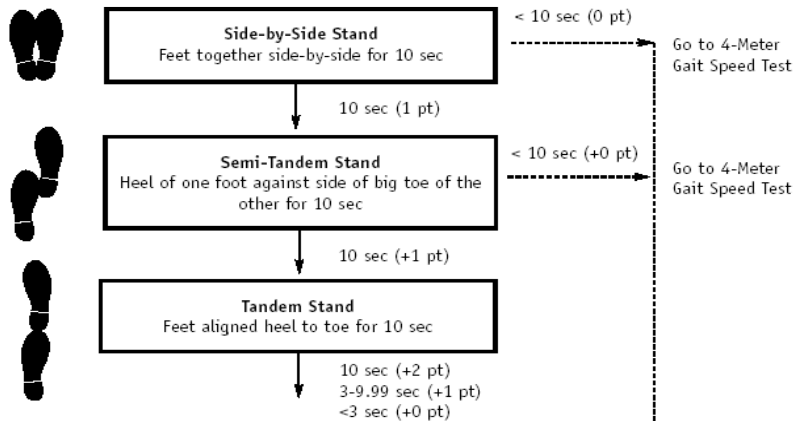 Side-by-Side Stand
Feet together side-by-side for 10 sec
< 10 sec (0 pt)
Go to 4-Meter
Gait Speed Test
10 sec (1 pt)
Semi-Tandem Stand
Heel of one foot against side of big toe of the
other for 10 sec
< 10 sec (+0 pt)
Go to 4-Meter
Gait Speed Test
10 sec (+1 pt)
Tandem Stand
Feet aligned heel to toe for 10 sec
10 sec (+2 pt)
3-9.99 sec (+1 pt)
<3 sec (+0 pt)